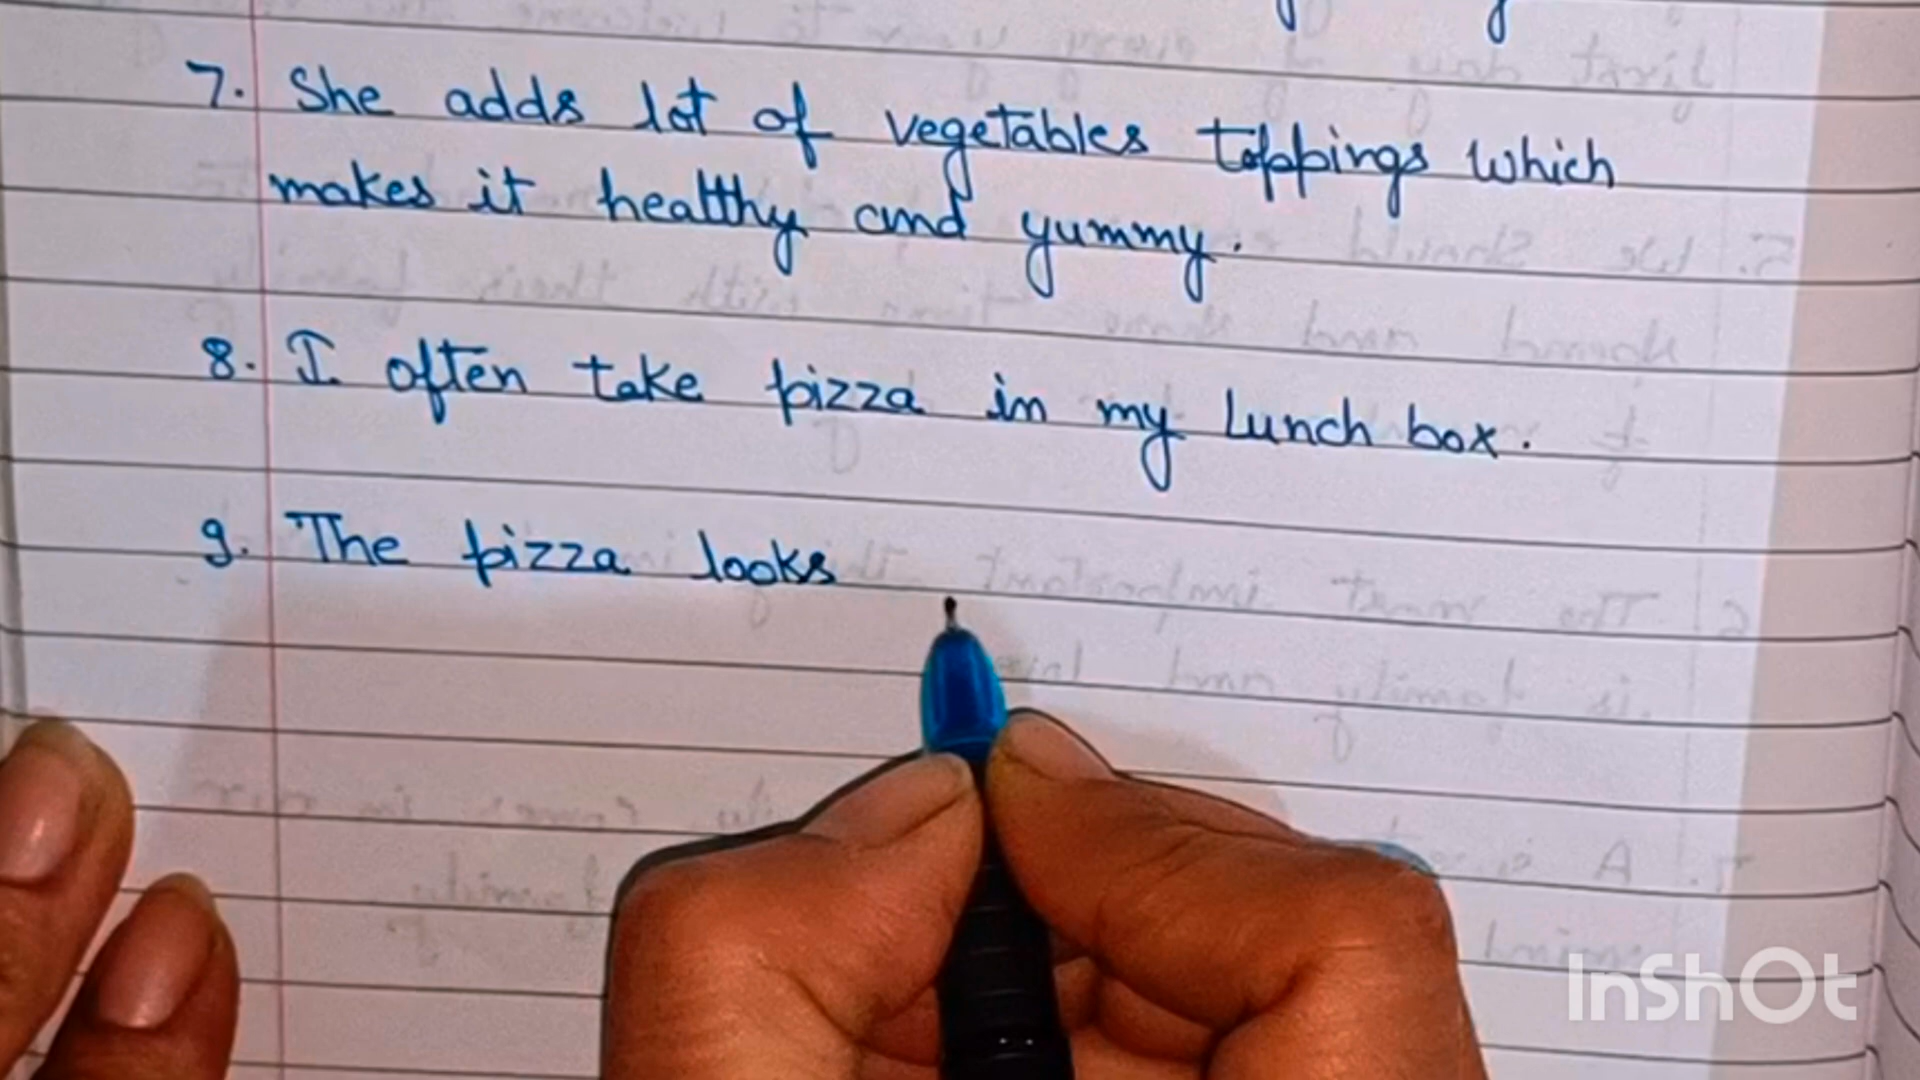 7. She adds lot of vegetables toppings which
makes it healthy and yummy.
8. I often take pizza in my lunch box.
9. The pizza looks
InShOt